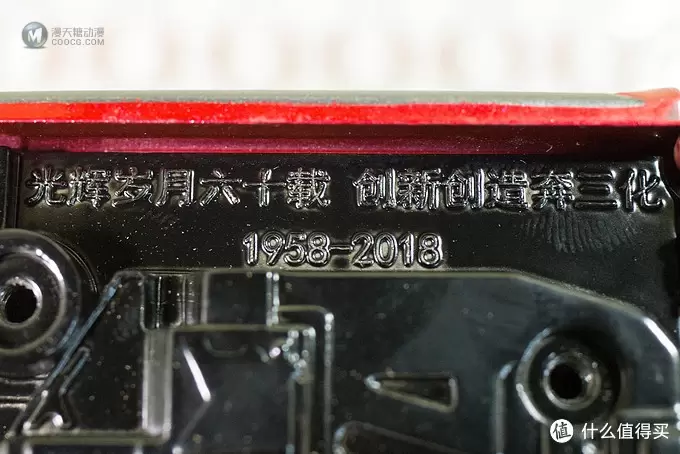 漫天糖动漫
COOCG.COM
光辉岁月六十载 创新创造奔三化
1958-2018
值 什么值得买